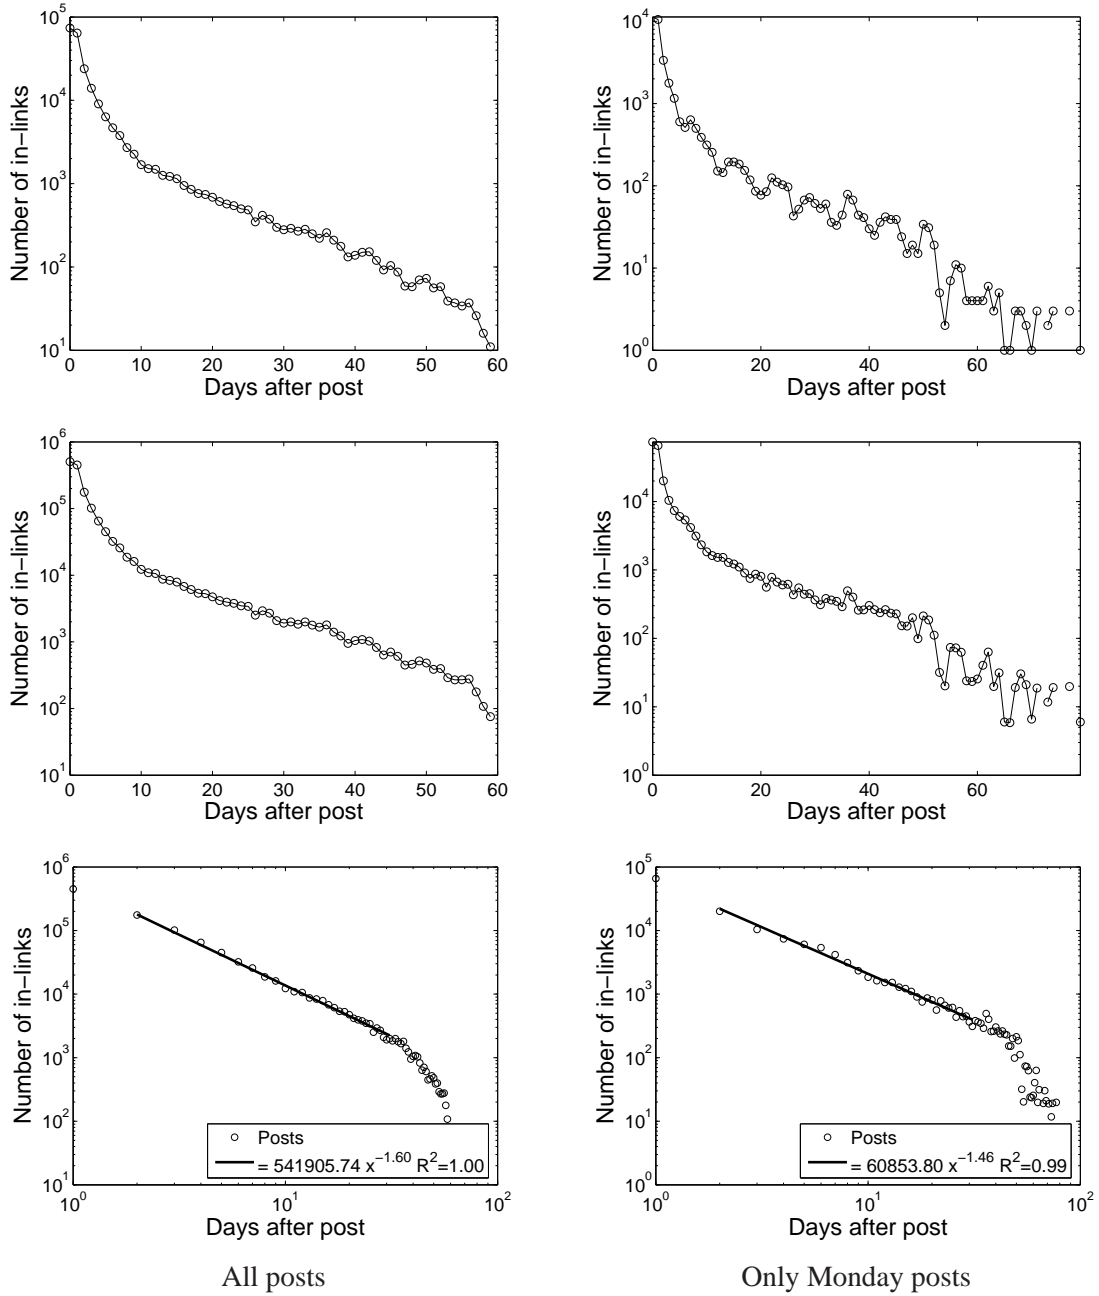 10^5
10^4
10^3
10^2
10^1
Number of in−links
0 10 20 30 40 50 60
Days after post
10^4
10^3
10^2
10^1
10^0
Number of in−links
0 20 40 60
Days after post
10^6
10^5
10^4
10^3
10^2
10^1
Number of in−links
0 10 20 30 40 50 60
Days after post
10^4
10^3
10^2
10^1
10^0
Number of in−links
0 20 40 60
Days after post
10^6
10^5
10^4
10^3
10^2
10^1
Number of in−links
Posts
= 541905.74 x^−1.60 R^2=1.00
10^0 10^1 10^2
Days after post
10^5
10^4
10^3
10^2
10^1
10^0
Number of in−links
Posts
= 60853.80 x^−1.46 R^2=0.99
10^0 10^1 10^2
Days after post
All posts
Only Monday posts